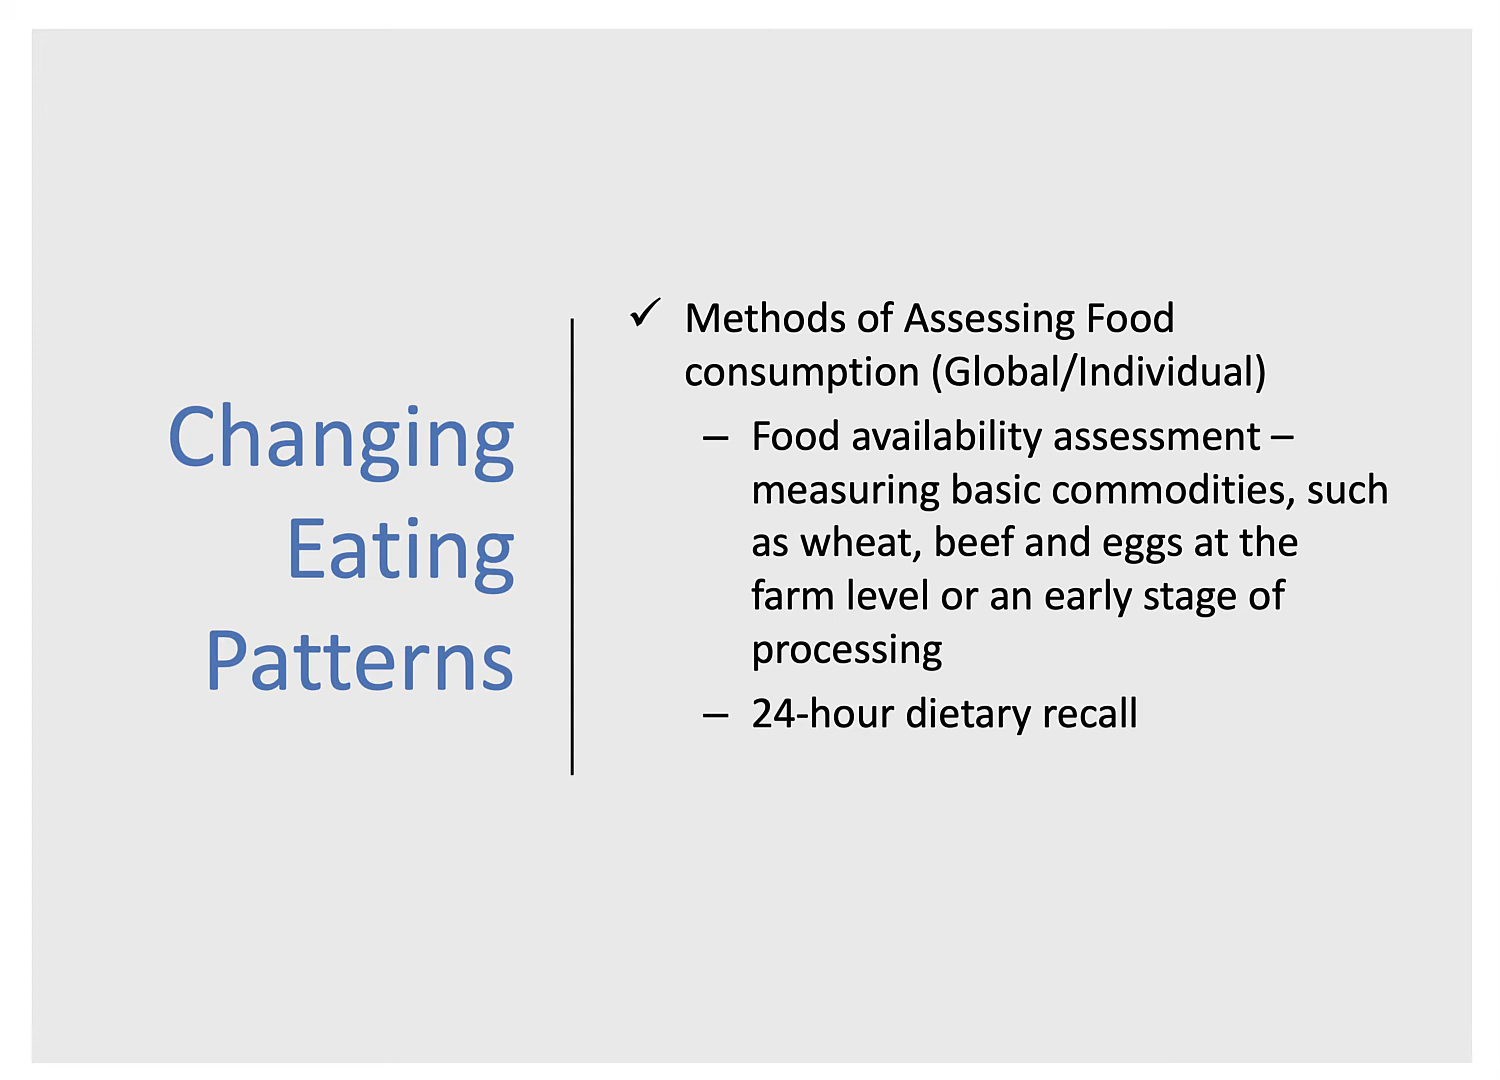 Changing
Eating
Patterns
✓ Methods of Assessing Food
consumption (Global/Individual)
– Food availability assessment –
measuring basic commodities, such
as wheat, beef and eggs at the
farm level or an early stage of
processing
– 24-hour dietary recall